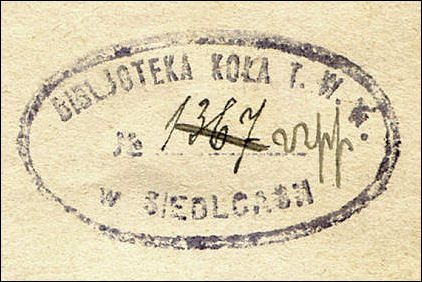 BIBLJOTEKA KOŁA T. W. W.
№ 1367
W SIEDLCACH